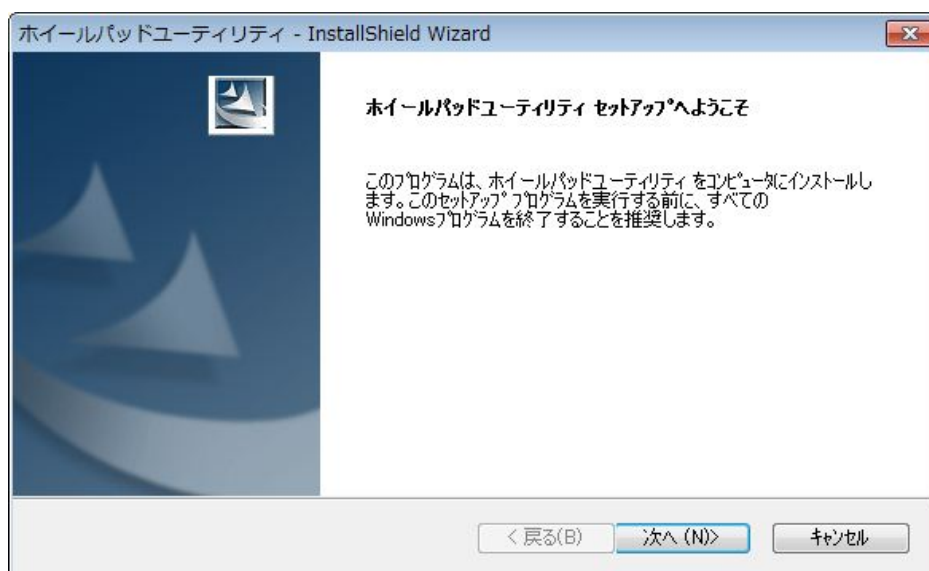 ホイールパッドユーティリティ - InstallShield Wizard
ホイールパッドユーティリティ セットアップへようこそ
このプログラムは、ホイールパッドユーティリティ をコンピュータにインストールし
ます。このセットアップ プログラムを実行する前に、すべての
Windowsプログラムを終了することを推奨します。
< 戻る(B)
次へ (N)>
キャンセル